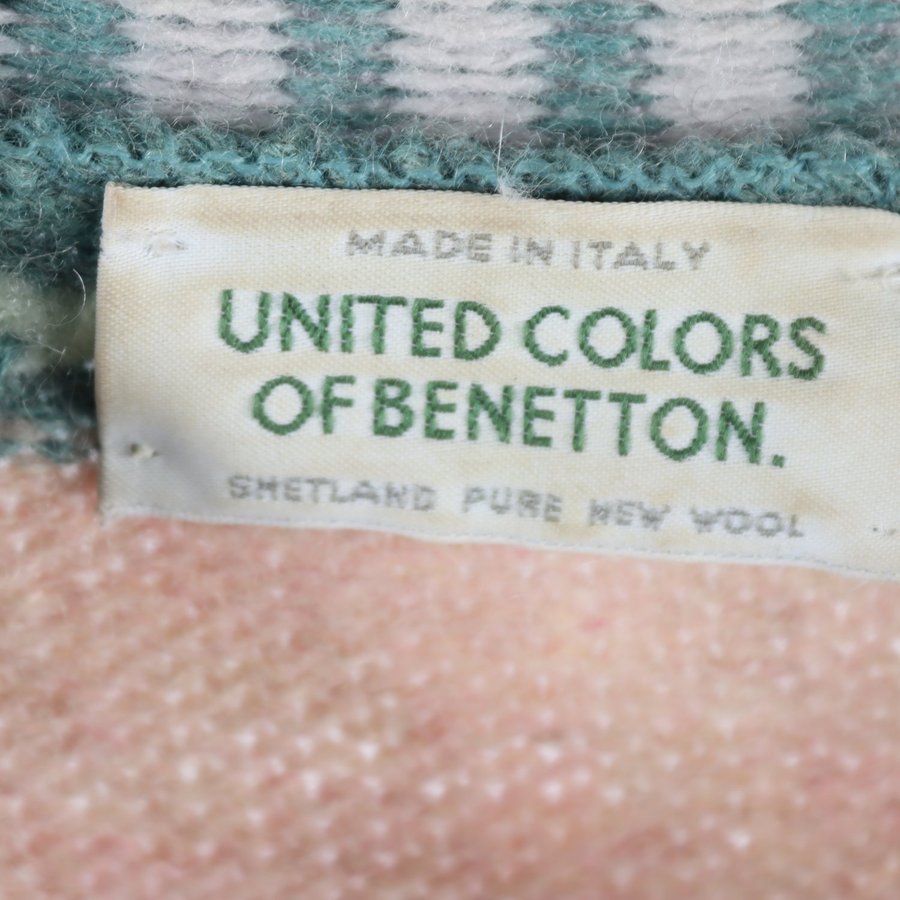 MADE IN ITALY
UNITED COLORS
OF BENETTON.
SHETLAND PURE NEW WOOL